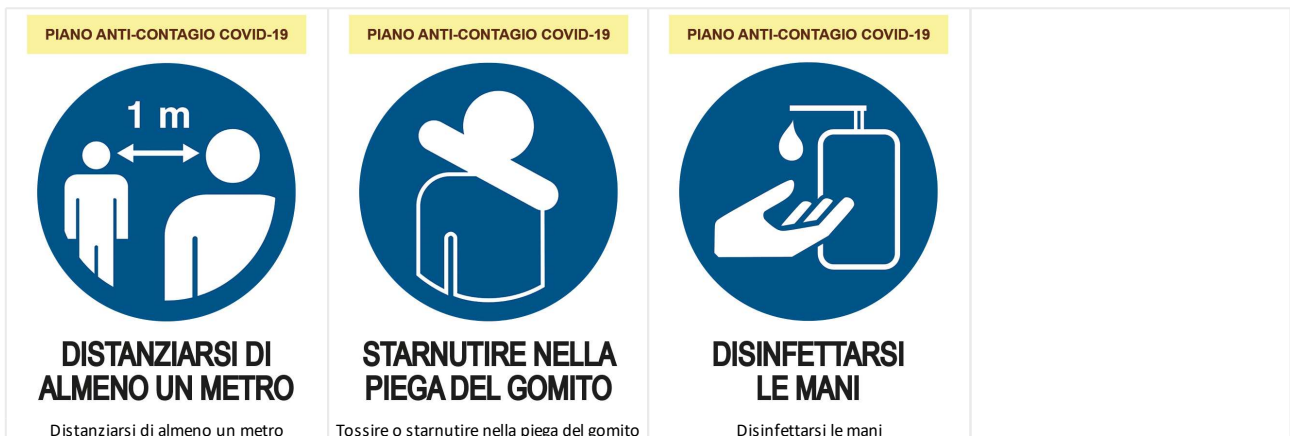 PIANO ANTI-CONTAGIO COVID-19
1 m
DISTANZIARSI DI
ALMENO UN METRO
Distanziarsi di almeno un metro
PIANO ANTI-CONTAGIO COVID-19
STARNUTIRE NELLA
PIEGA DEL GOMITO
Tossire o starnutire nella piega del gomito
PIANO ANTI-CONTAGIO COVID-19
DISINFETTARSI
LE MANI
Disinfettarsi le mani